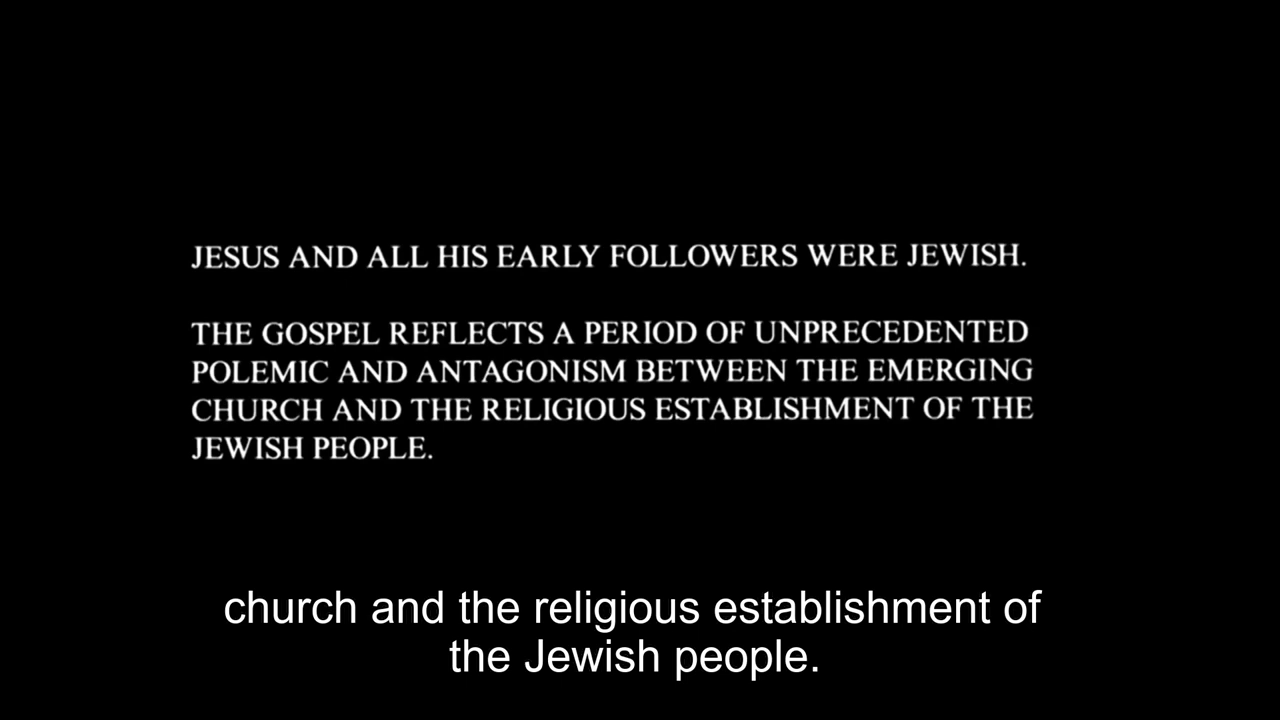 JESUS AND ALL HIS EARLY FOLLOWERS WERE JEWISH.
THE GOSPEL REFLECTS A PERIOD OF UNPRECEDENTED
POLEMIC AND ANTAGONISM BETWEEN THE EMERGING
CHURCH AND THE RELIGIOUS ESTABLISHMENT OF THE
JEWISH PEOPLE.
church and the religious establishment of
the Jewish people.